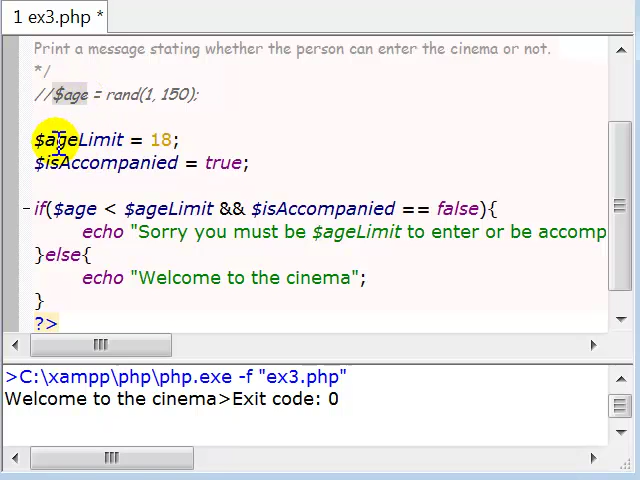 1 ex3.php *
Print a message stating whether the person can enter the cinema or not.
*/
//$age = rand(1, 150);
$ageLimit = 18;
$isAccompanied = true;
if($age < $ageLimit && $isAccompanied == false){
echo "Sorry you must be $ageLimit to enter or be accomp
}else{
echo "Welcome to the cinema";
}
?>
>C:\xampp\php\php.exe -f "ex3.php"
Welcome to the cinema>Exit code: 0